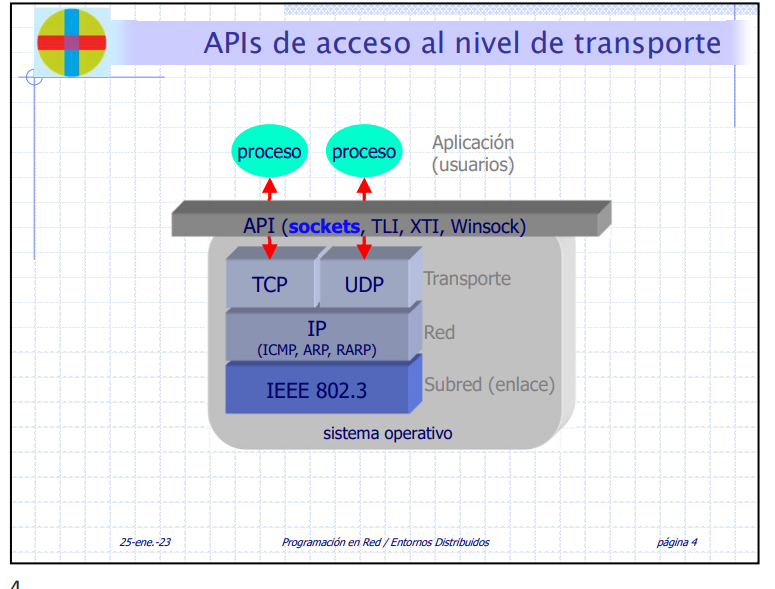 APIs de acceso al nivel de transporte
proceso
proceso
Aplicación
(usuarios)
API (sockets, TLI, XTI, Winsock)
TCP
UDP
Transporte
IP
(ICMP, ARP, RARP)
Red
IEEE 802.3
Subred (enlace)
sistema operativo
25-ene.-23
Programación en Red / Entornos Distribuidos
página 4
4